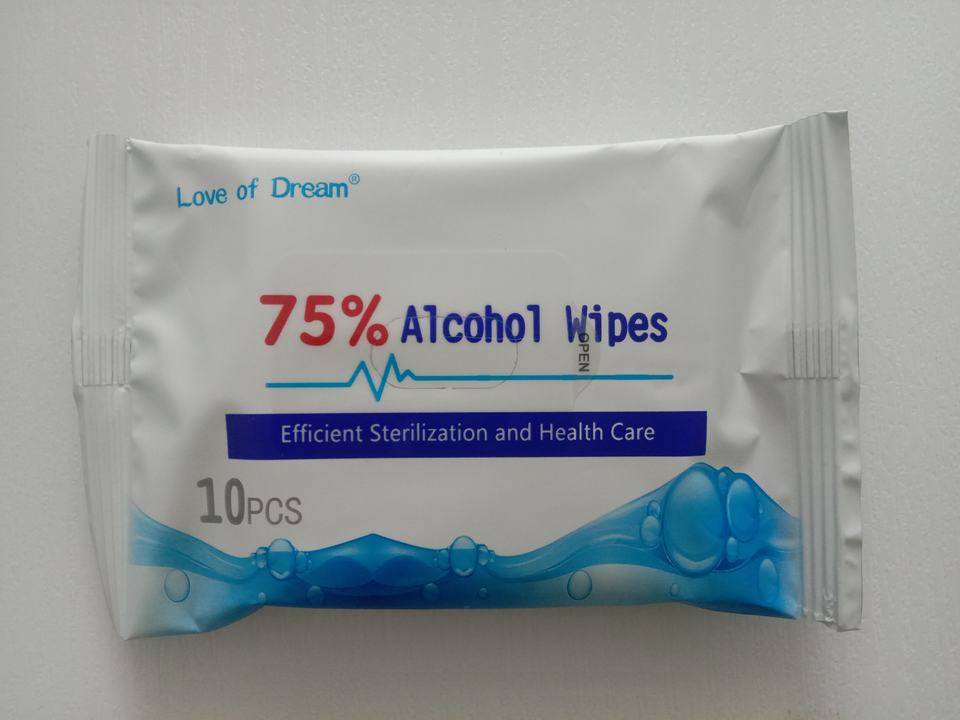 Love of Dream®
75% Alcohol Wipes
OPEN
Efficient Sterilization and Health Care
10PCS